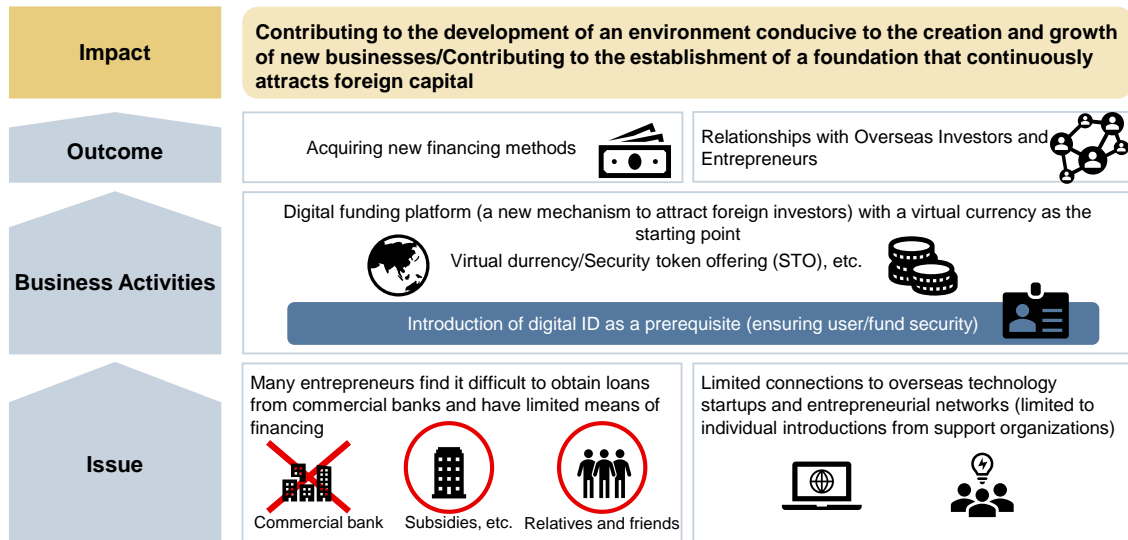 Impact
Contributing to the development of an environment conducive to the creation and growth
of new businesses/Contributing to the establishment of a foundation that continuously
attracts foreign capital
Outcome
Acquiring new financing methods
Relationships with Overseas Investors and
Entrepreneurs
Business Activities
Digital funding platform (a new mechanism to attract foreign investors) with a virtual currency as the
starting point
Virtual durrency/Security token offering (STO), etc.
Introduction of digital ID as a prerequisite (ensuring user/fund security)
Issue
Many entrepreneurs find it difficult to obtain loans
from commercial banks and have limited means of
financing
Commercial bank
Subsidies, etc.
Relatives and friends
Limited connections to overseas technology
startups and entrepreneurial networks (limited to
individual introductions from support organizations)